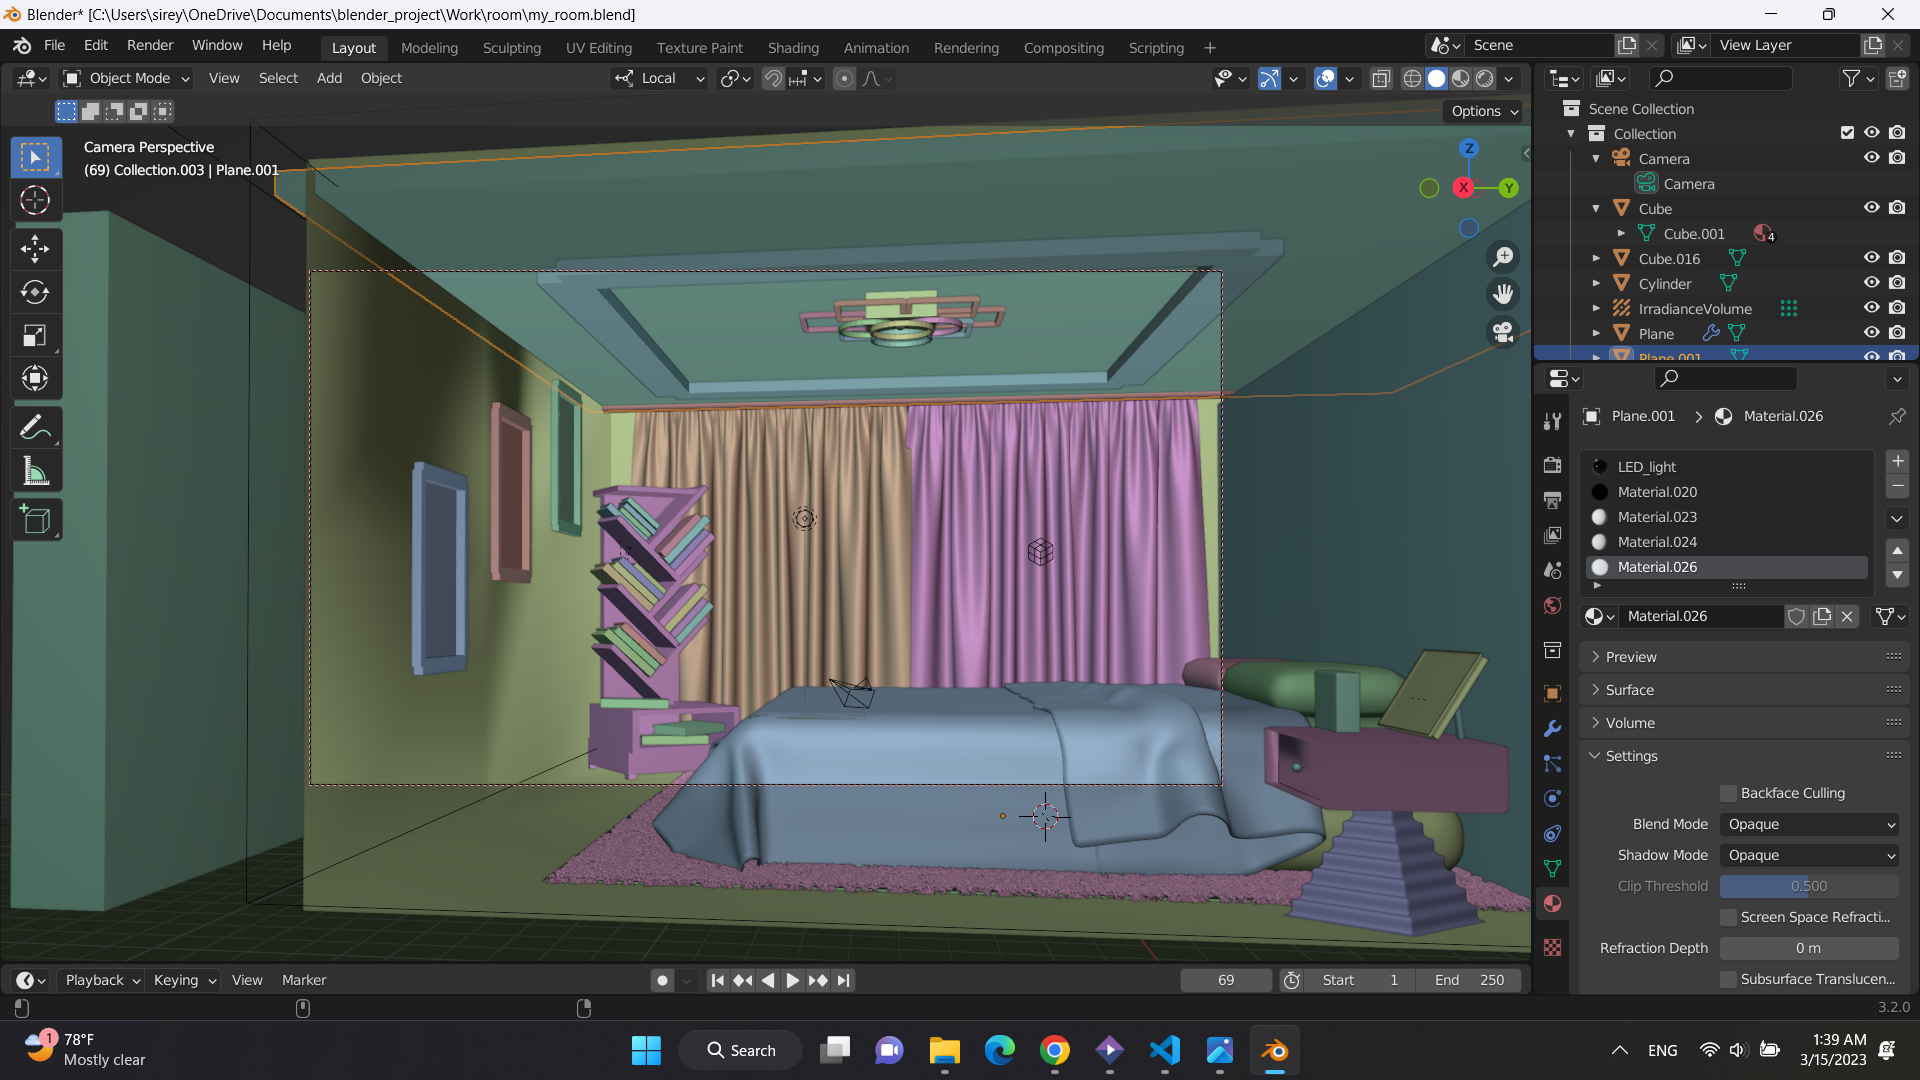 Blender* [C:\Users\sirey\OneDrive\Documents\blender_project\Work\room\my_room.blend]
File Edit Render Window Help
Layout Modeling Sculpting UV Editing Texture Paint Shading Animation Rendering Compositing Scripting +
Scene
View Layer
Object Mode View Select Add Object
Local
Options
Camera Perspective
(69) Collection.003 | Plane.001
Z
X
Y
Scene Collection
Collection
Camera
Camera
Cube
Cube.001 4
Cube.016
Cylinder
IrradianceVolume
Plane
Plane.001
Plane.001 > Material.026
LED_light
Material.020
Material.023
Material.024
Material.026
Material.026
Preview
Surface
Volume
Settings
Backface Culling
Blend Mode Opaque
Shadow Mode Opaque
Clip Threshold 0.500
Screen Space Refracti...
Refraction Depth 0 m
Subsurface Translucen...
Playback Keying View Marker
69
Start 1
End 250
3.2.0
1
78°F
Mostly clear
Search
ENG
1:39 AM
3/15/2023